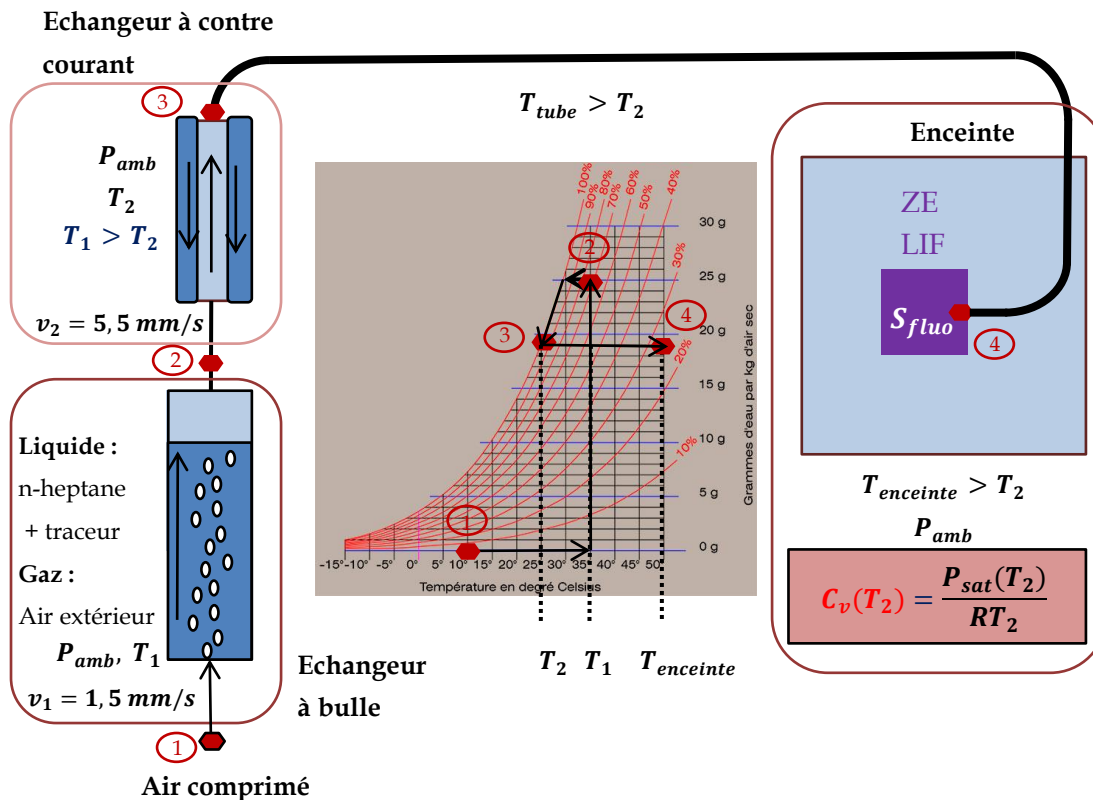 Echangeur à contre
courant
3
P_amb
T_2
T_1 > T_2
v_2 = 5,5 mm/s
2
Liquide :
n-heptane
+ traceur
Gaz :
Air extérieur
P_amb, T_1
v_1 = 1,5 mm/s
Echangeur
à bulle
1
Air comprimé
T_tube > T_2
100%
90%
80%
70%
60%
50%
40%
30%
20%
10%
30 g
25 g
20 g
15 g
10 g
5 g
0 g
Grammes d'eau par kg d'air sec
2
3
4
1
-15° -10° -5° 0° 5° 10° 15° 20° 25° 30° 35° 40° 45° 50°
Température en degré Celsius
T_2 T_1 T_enceinte
Enceinte
ZE
LIF
S_fluo
4
T_enceinte > T_2
P_amb
C_v(T_2) = P_sat(T_2) / RT_2